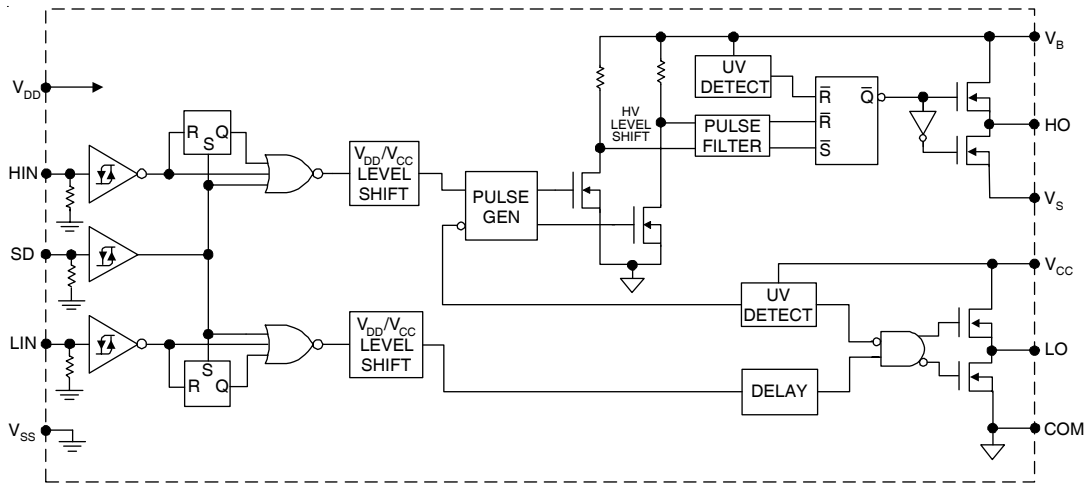 V_B
UV
DETECT
V_DD
R̅ Q̅
HV
LEVEL
SHIFT
R Q
S
PULSE
FILTER
R̅
S̅
HO
HIN
V_DD/V_CC
LEVEL
SHIFT
PULSE
GEN
V_S
SD
V_CC
UV
DETECT
LIN
V_DD/V_CC
LEVEL
SHIFT
S
R Q
LO
DELAY
V_SS
COM